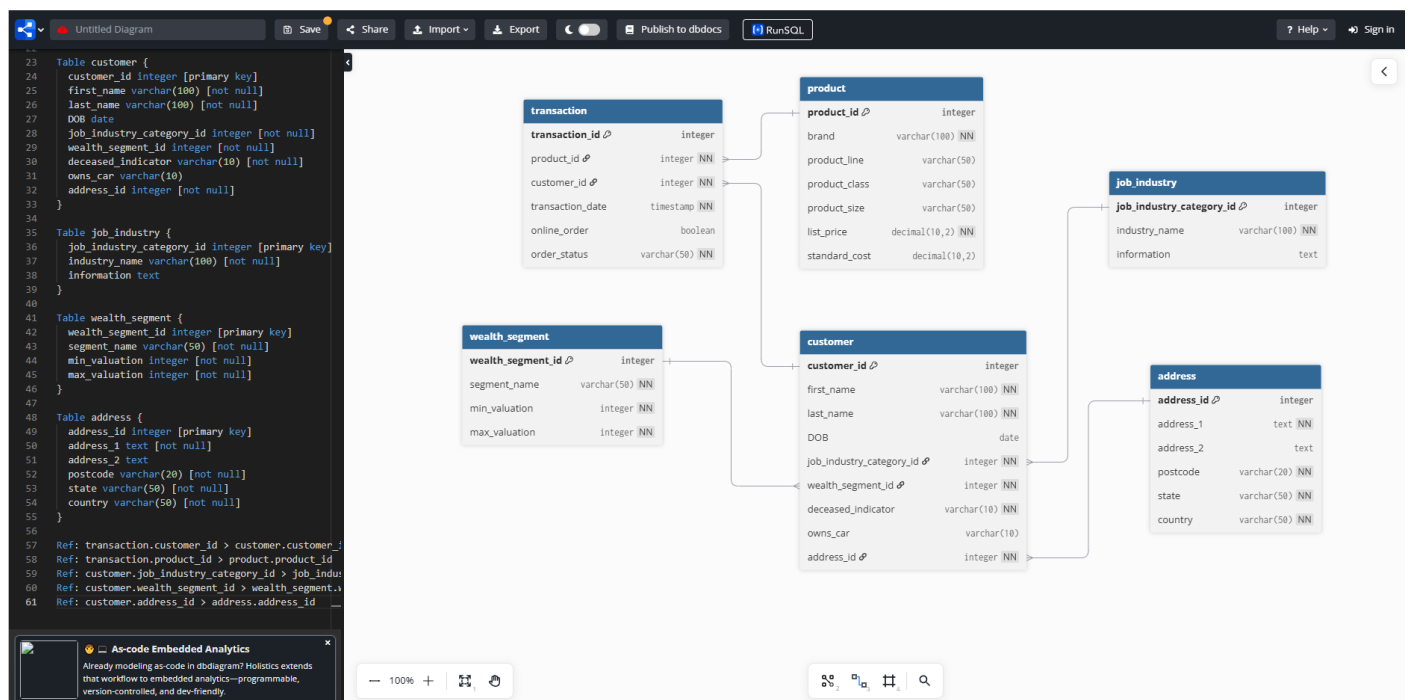 Untitled Diagram
Save
Share
Import
Export
Publish to dbdocs
RunSQL
? Help
Sign in
23 Table customer {
24 customer_id integer [primary key]
25 first_name varchar(100) [not null]
26 last_name varchar(100) [not null]
27 DOB date
28 job_industry_category_id integer [not null]
29 wealth_segment_id integer [not null]
30 deceased_indicator varchar(10) [not null]
31 owns_car varchar(10)
32 address_id integer [not null]
33 }
34
35 Table job_industry {
36 job_industry_category_id integer [primary key]
37 industry_name varchar(100) [not null]
38 information text
39 }
40
41 Table wealth_segment {
42 wealth_segment_id integer [primary key]
43 segment_name varchar(50) [not null]
44 min_valuation integer [not null]
45 max_valuation integer [not null]
46 }
47
48 Table address {
49 address_id integer [primary key]
50 address_1 text [not null]
51 address_2 text
52 postcode varchar(20) [not null]
53 state varchar(50) [not null]
54 country varchar(50) [not null]
55 }
56
57 Ref: transaction.customer_id > customer.customer_i
58 Ref: transaction.product_id > product.product_id
59 Ref: customer.job_industry_category_id > job_indus
60 Ref: customer.wealth_segment_id > wealth_segment.
61 Ref: customer.address_id > address.address_id
As-code Embedded Analytics
Already modeling as-code in dbdiagram? Holistics extends
that workflow to embedded analytics—programmable,
version-controlled, and dev-friendly.
transaction
transaction_id integer
product_id integer NN
customer_id integer NN
transaction_date timestamp NN
online_order boolean
order_status varchar(50) NN
product
product_id integer
brand varchar(100) NN
product_line varchar(50)
product_class varchar(50)
product_size varchar(50)
list_price decimal(10,2) NN
standard_cost decimal(10,2)
job_industry
job_industry_category_id integer
industry_name varchar(100) NN
information text
wealth_segment
wealth_segment_id integer
segment_name varchar(50) NN
min_valuation integer NN
max_valuation integer NN
customer
customer_id integer
first_name varchar(100) NN
last_name varchar(100) NN
DOB date
job_industry_category_id integer NN
wealth_segment_id integer NN
deceased_indicator varchar(10) NN
owns_car varchar(10)
address_id integer NN
address
address_id integer
address_1 text NN
address_2 text
postcode varchar(20) NN
state varchar(50) NN
country varchar(50) NN
100%
1
2
3
4